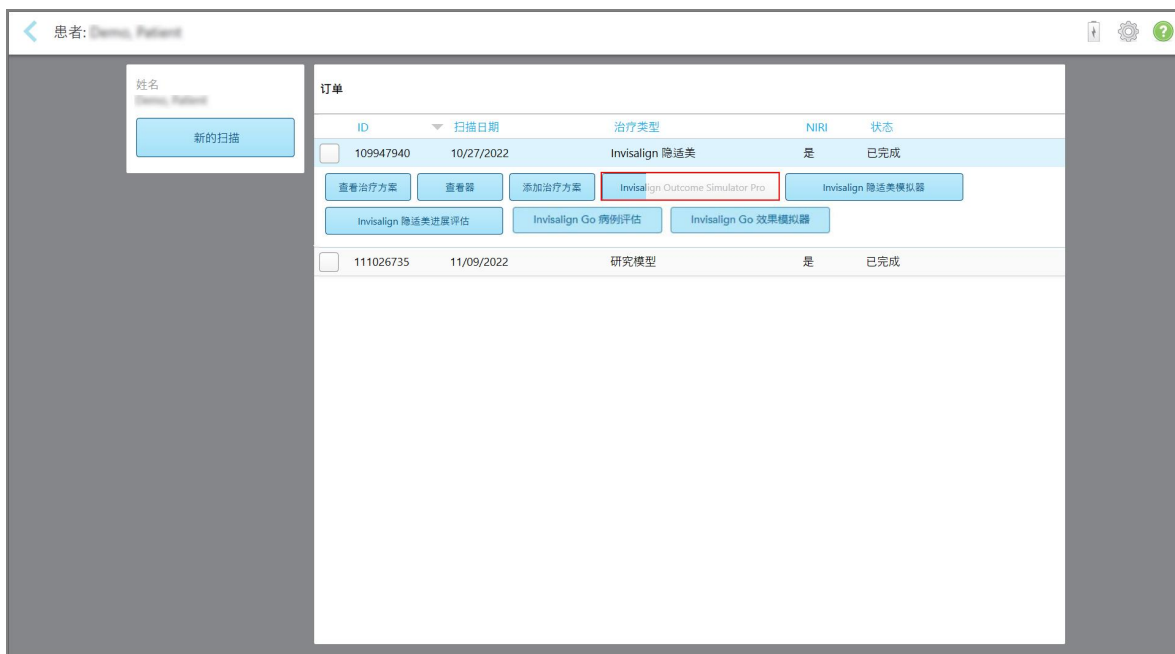 患者:
姓名
新的扫描
订单
ID 扫描日期 治疗类型 NIRI 状态
109947940 10/27/2022 Invisalign 隐适美 是 已完成
查看治疗方案 查看器 添加治疗方案 Invisalign Outcome Simulator Pro Invisalign 隐适美模拟器
Invisalign 隐适美进展评估 Invisalign Go 病例评估 Invisalign Go 效果模拟器
111026735 11/09/2022 研究模型 是 已完成